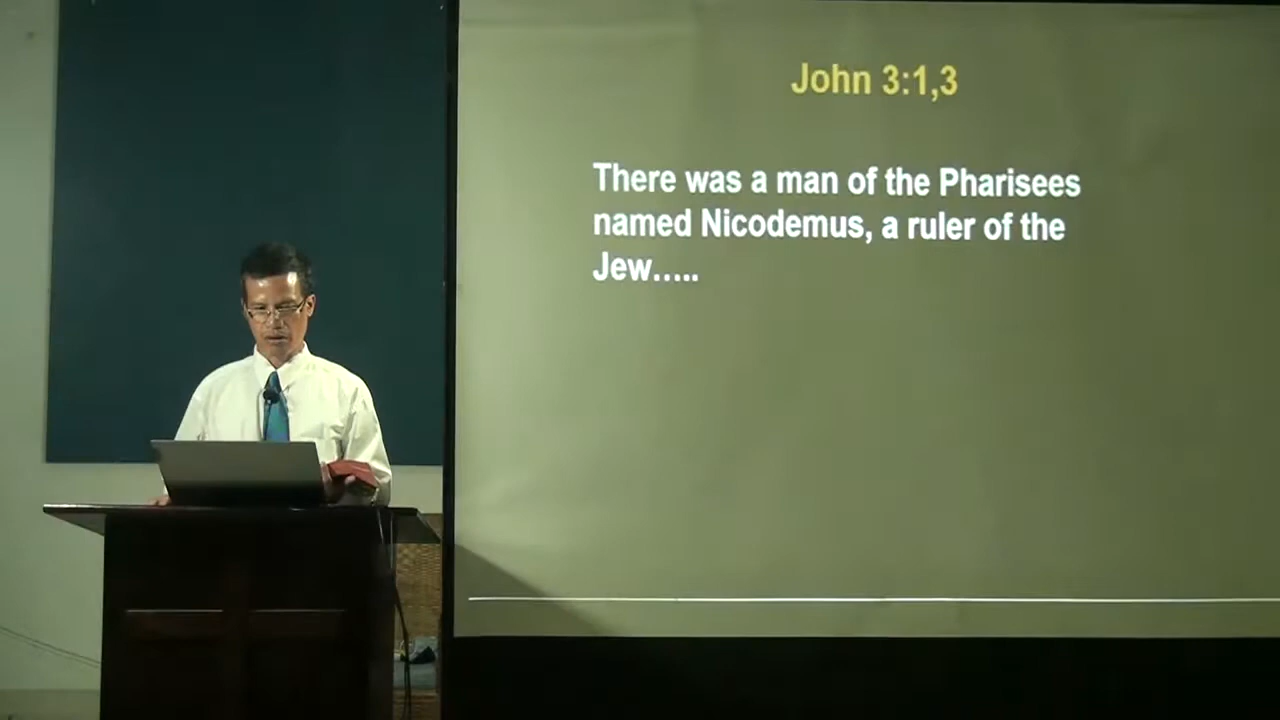 John 3:1,3
There was a man of the Pharisees
named Nicodemus, a ruler of the
Jew.....